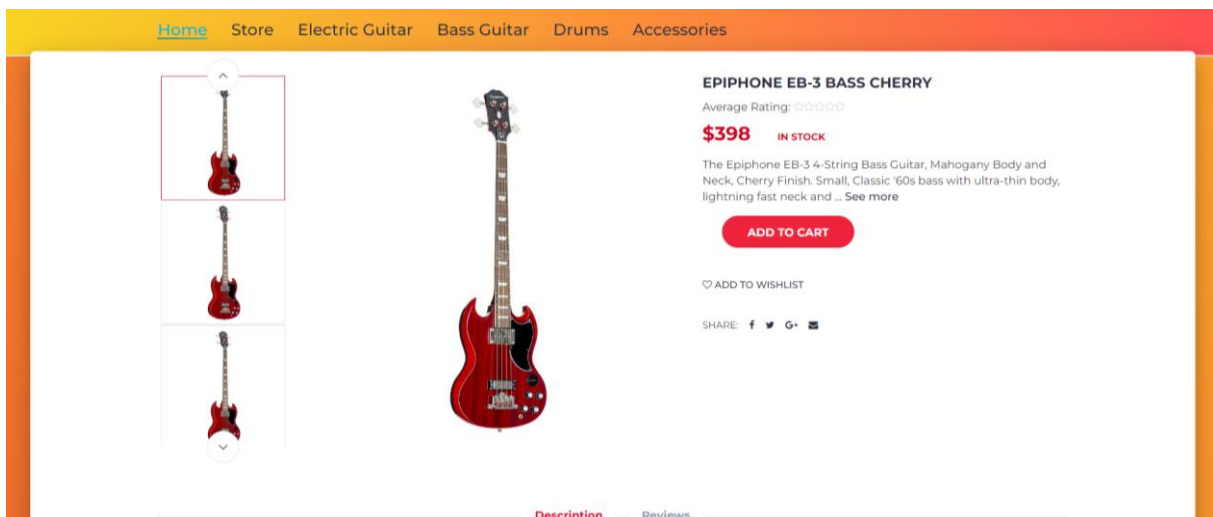 Home Store Electric Guitar Bass Guitar Drums Accessories
EPIPHONE EB-3 BASS CHERRY
Average Rating:
$398 IN STOCK
The Epiphone EB-3 4-String Bass Guitar, Mahogany Body and
Neck, Cherry Finish. Small, Classic '60s bass with ultra-thin body,
lightning fast neck and ... See more
ADD TO CART
ADD TO WISHLIST
SHARE:
Description Reviews